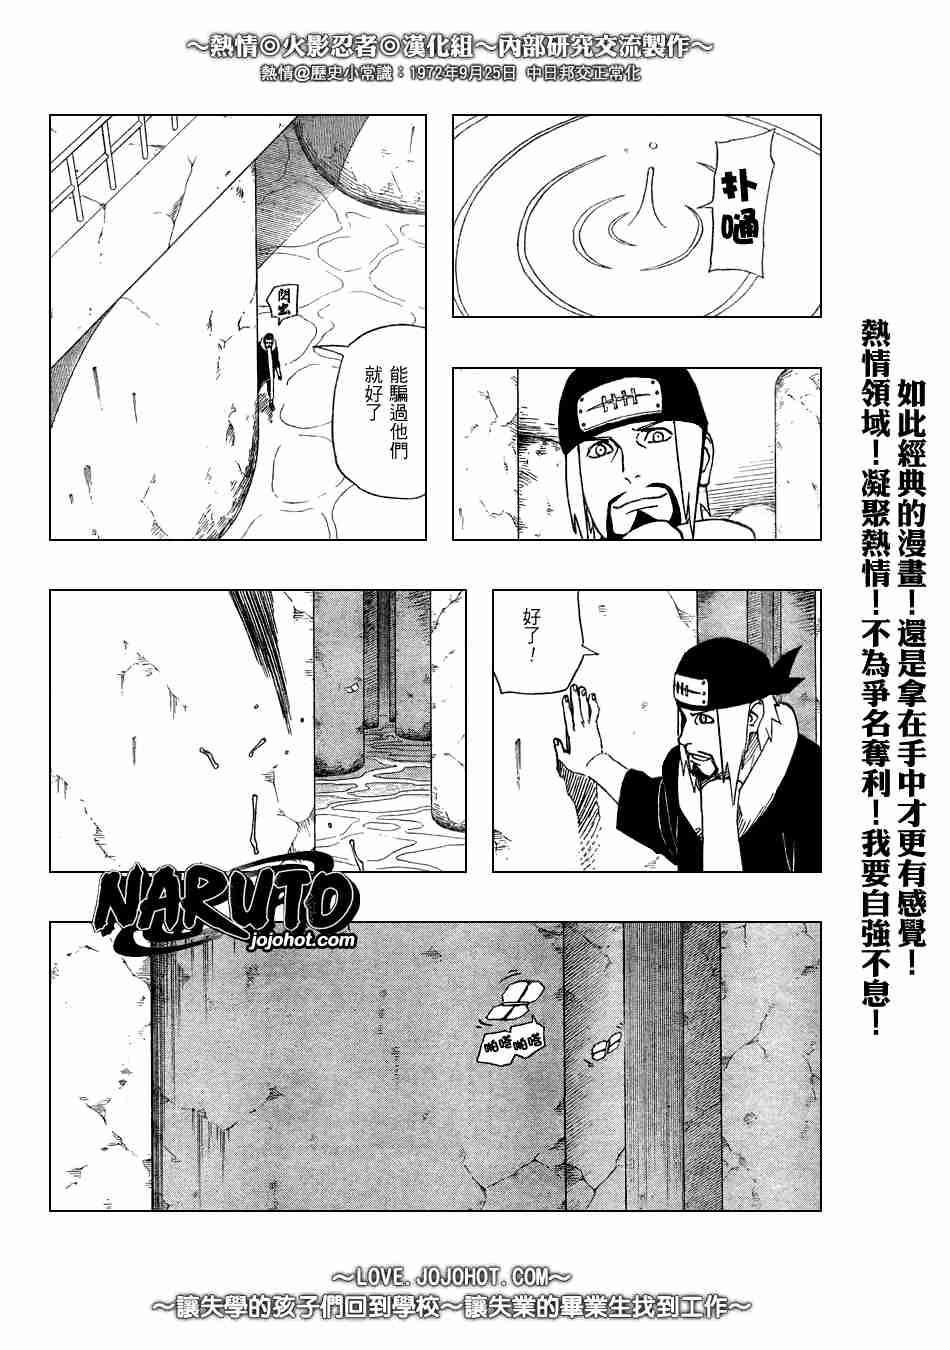 ～熱情◎火影忍者◎漢化組～內部研究交流製作～
熱情@歷史小常識：1972年9月25日 中日邦交正常化
扑
嗵
閃出
能騙過他們
就好了
好了！
NARUTO
jojohot.com
啪嗒
啪嗒
如此經典的漫畫！還是拿在手中才更有感覺！
熱情領域！凝聚熱情！不為爭名奪利！我要自強不息！
～LOVE.JOJOHOT.COM～
～讓失學的孩子們回到學校～讓失業的畢業生找到工作～